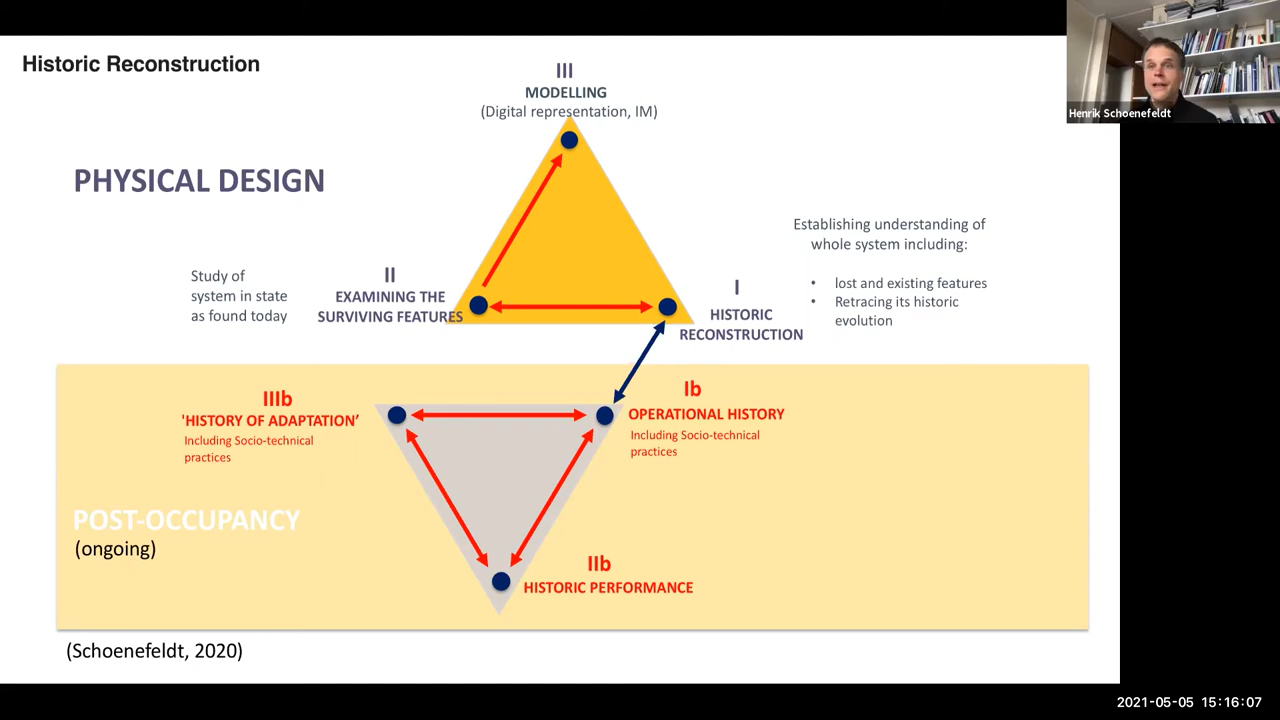 Historic Reconstruction
III
MODELLING
(Digital representation, IM)
PHYSICAL DESIGN
Establishing understanding of
whole system including:
• lost and existing features
• Retracing its historic
evolution
Study of
system in state
as found today
II
EXAMINING THE
SURVIVING FEATURES
I
HISTORIC
RECONSTRUCTION
IIIb
'HISTORY OF ADAPTATION’
Including Socio-technical
practices
Ib
OPERATIONAL HISTORY
Including Socio-technical
practices
POST-OCCUPANCY
(ongoing)
IIb
HISTORIC PERFORMANCE
(Schoenefeldt, 2020)
Henrik Schoenefeldt
2021-05-05 15:16:07